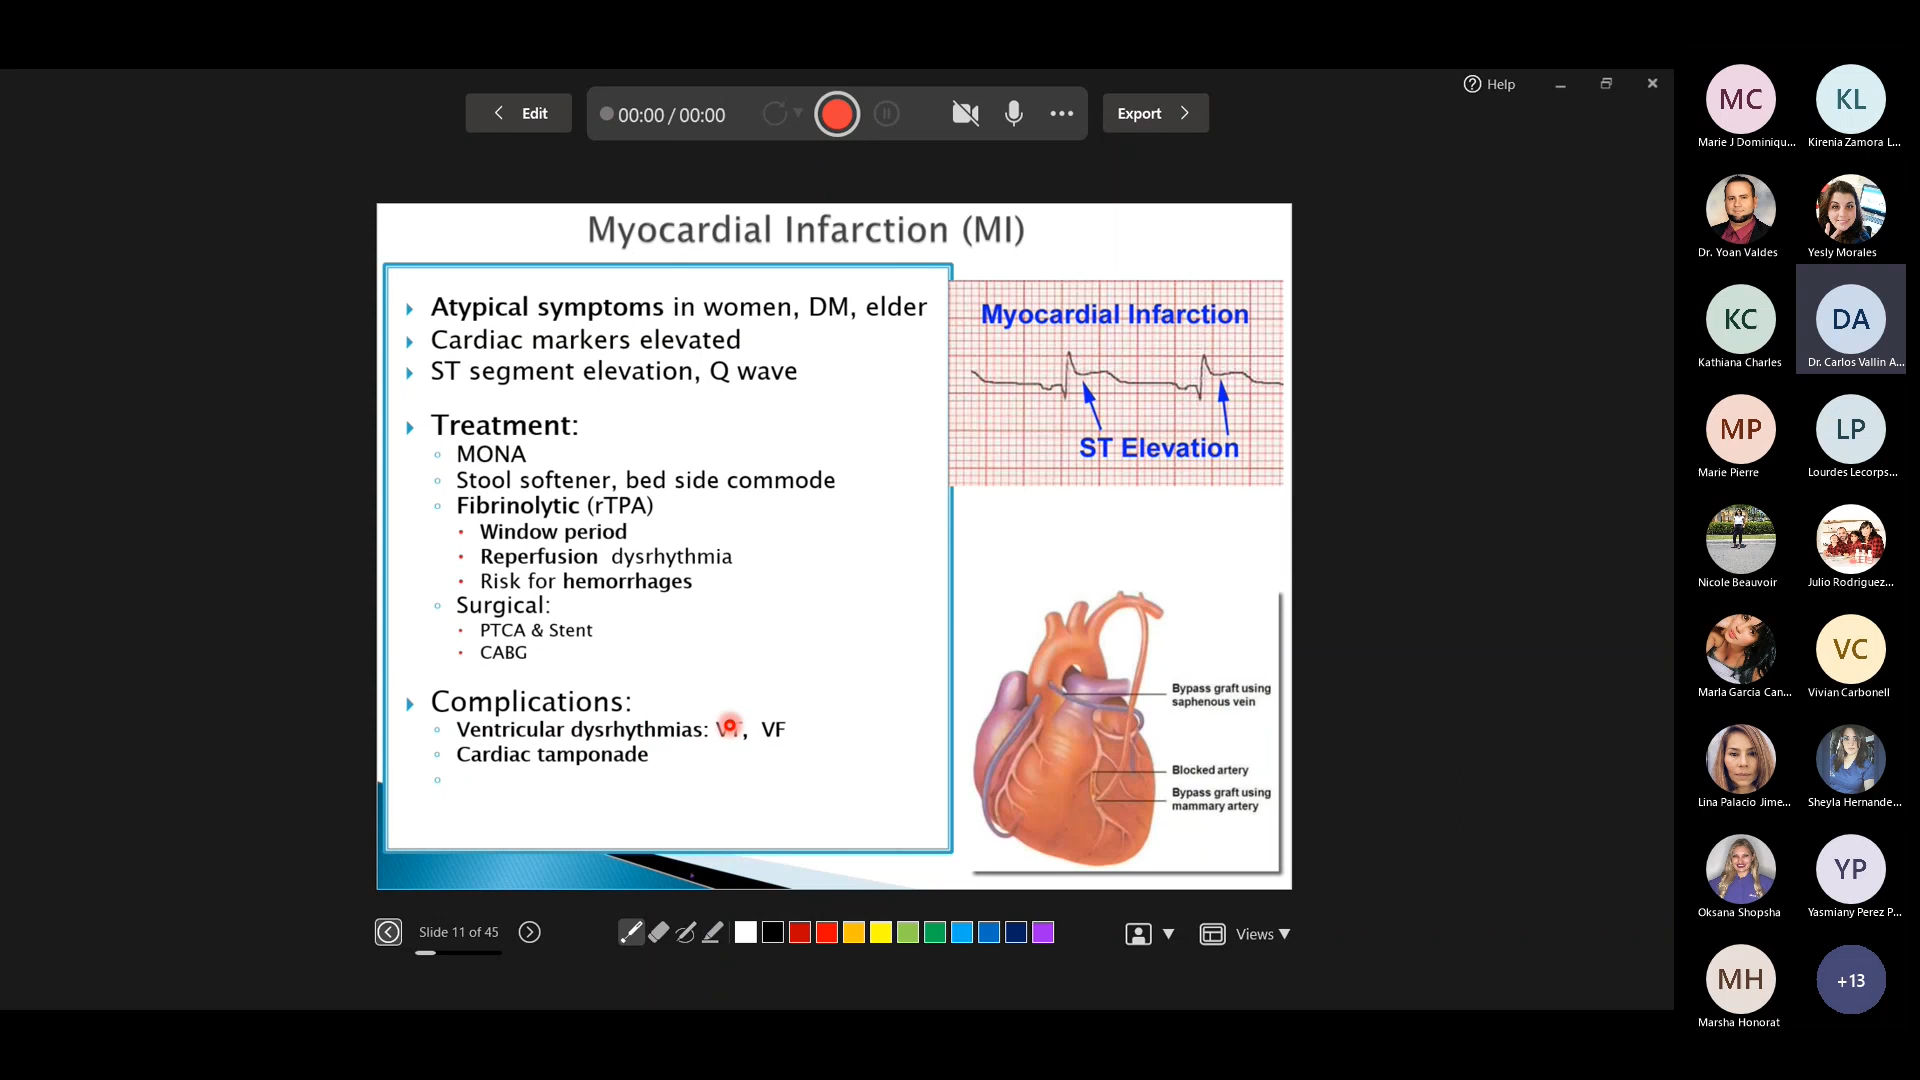 Help
Edit
00:00 / 00:00
Export
Myocardial Infarction (MI)
Atypical symptoms in women, DM, elder
Cardiac markers elevated
ST segment elevation, Q wave
Treatment:
MONA
Stool softener, bed side commode
Fibrinolytic (rTPA)
Window period
Reperfusion dysrhythmia
Risk for hemorrhages
Surgical:
PTCA & Stent
CABG
Complications:
Ventricular dysrhythmias: , VF
Cardiac tamponade
Myocardial Infarction
ST Elevation
Bypass graft using
saphenous vein
Blocked artery
Bypass graft using
mammary artery
Slide 11 of 45
Views
MC
Marie J Dominiqu...
KL
Kirenia Zamora L...
Dr. Yoan Valdes
Yesly Morales
KC
Kathiana Charles
DA
Dr. Carlos Vallin A...
MP
Marie Pierre
LP
Lourdes Lecorps...
Nicole Beauvoir
Julio Rodriguez...
Marla Garcia Can...
VC
Vivian Carbonell
Lina Palacio Jime...
Sheyla Hernande...
Oksana Shopsha
YP
Yasmiany Perez P...
MH
Marsha Honorat
+13